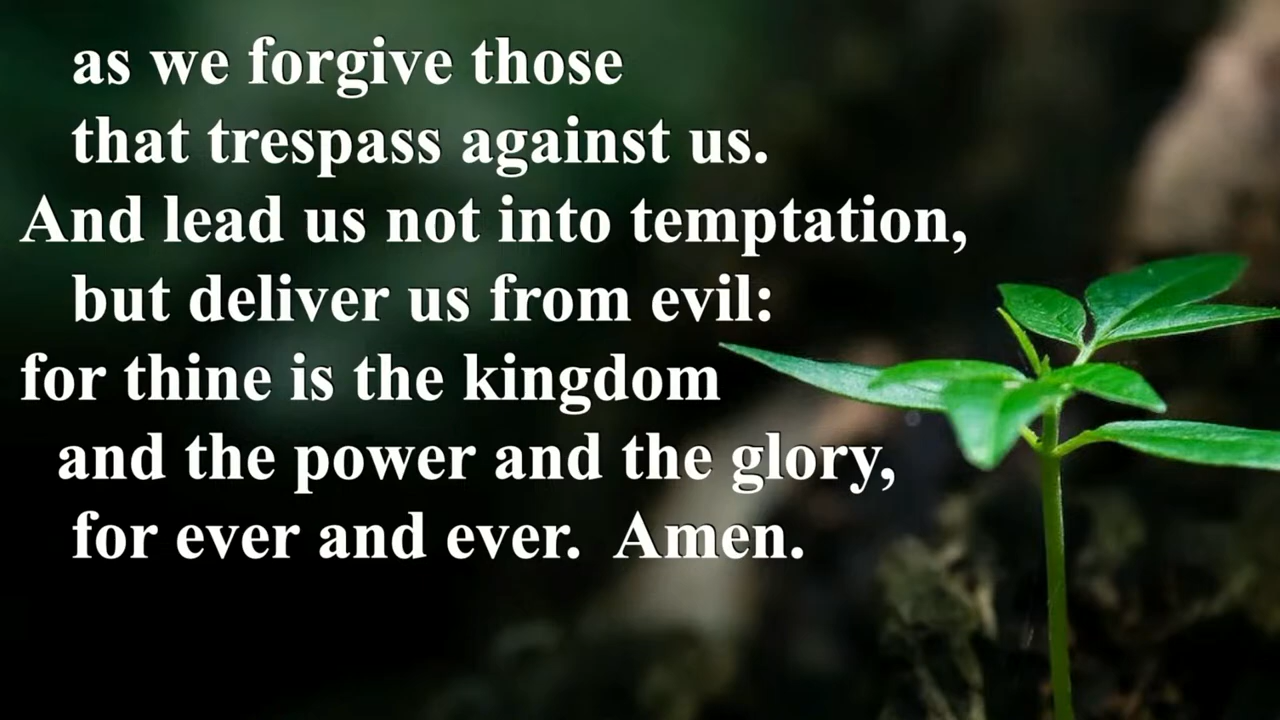 as we forgive those
that trespass against us.
And lead us not into temptation,
but deliver us from evil:
for thine is the kingdom
and the power and the glory,
for ever and ever. Amen.